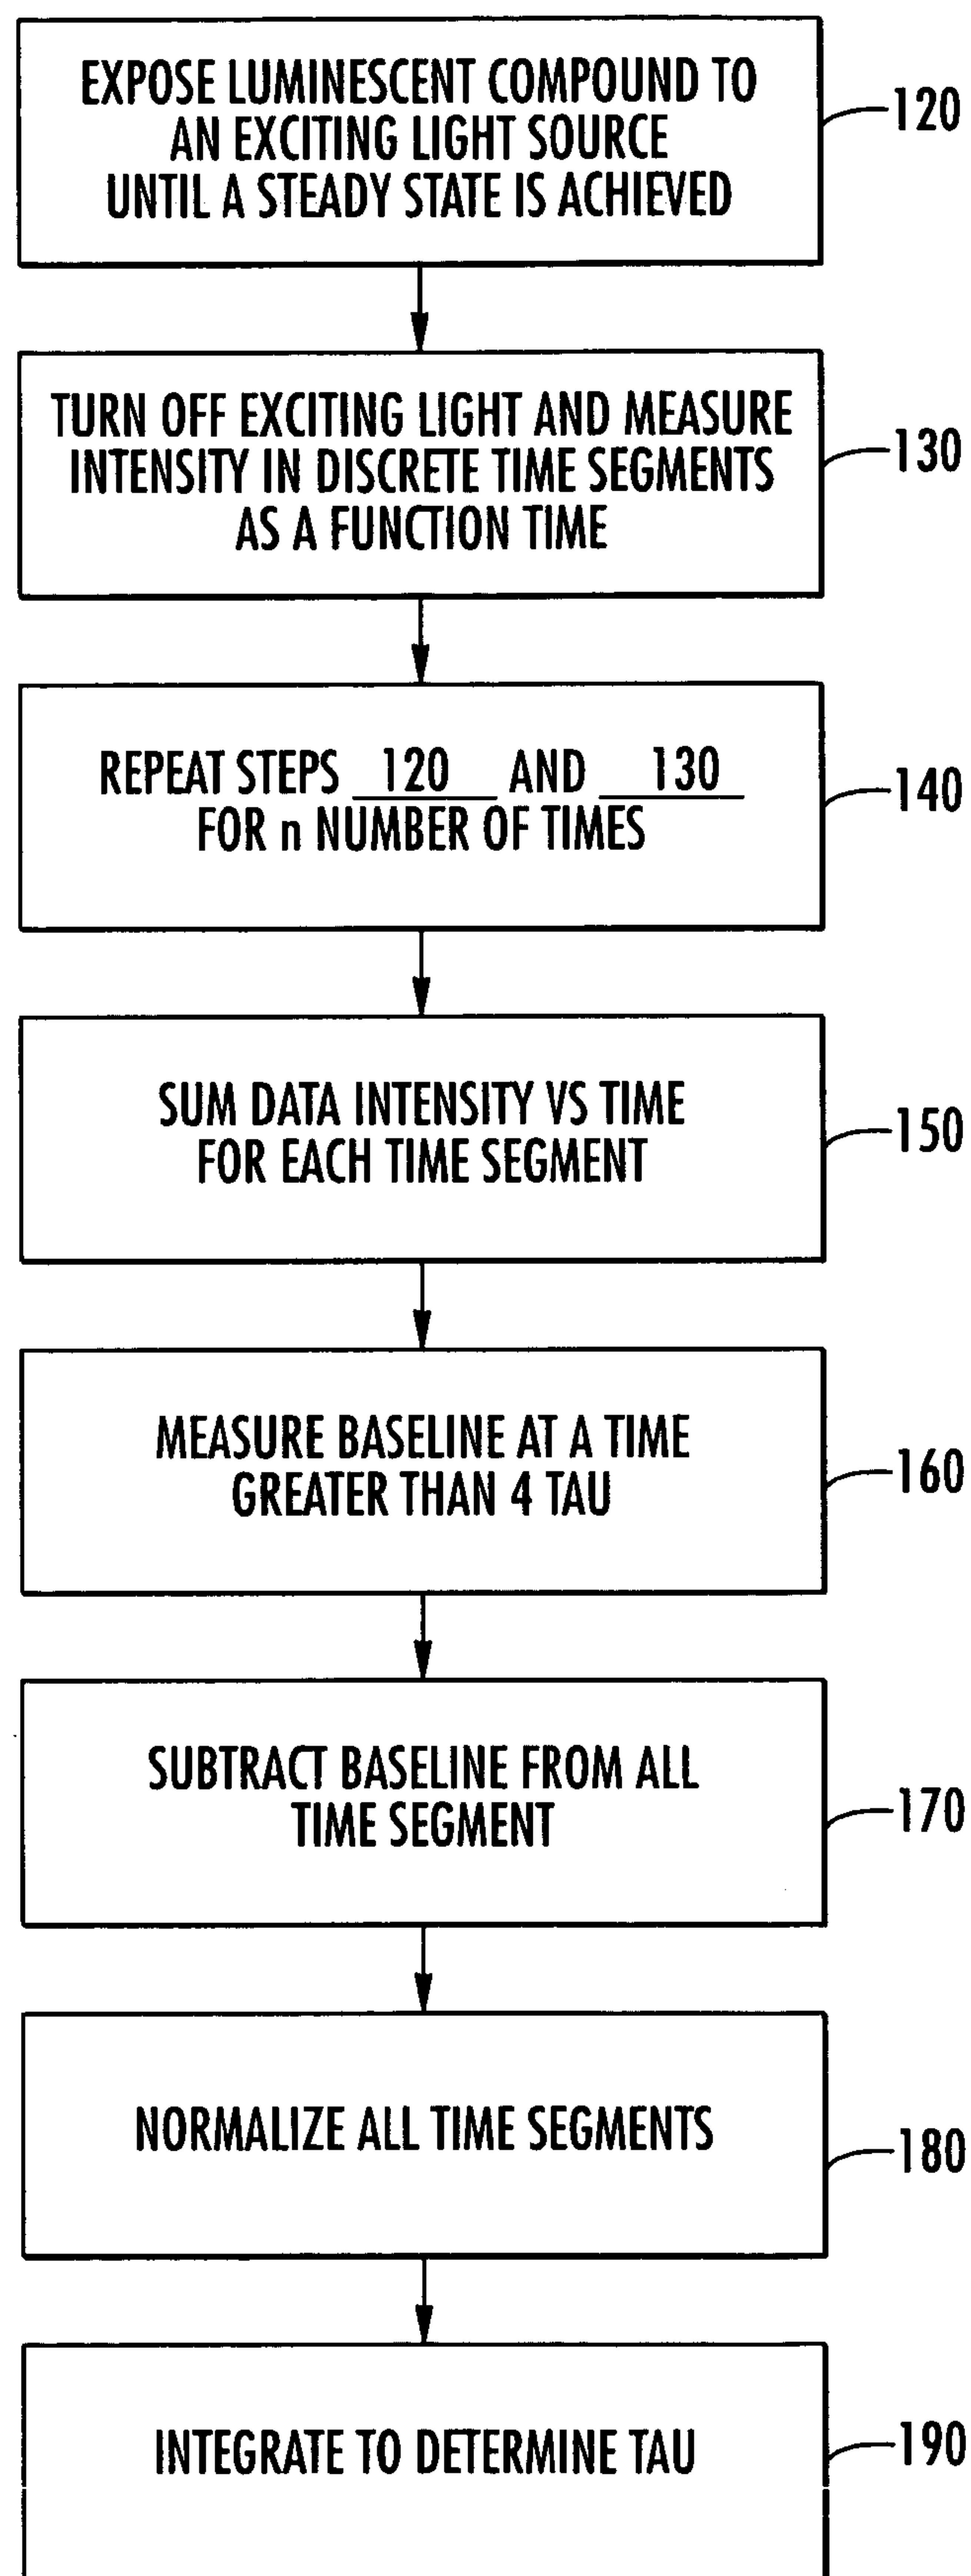 EXPOSE LUMINESCENT COMPOUND TO
AN EXCITING LIGHT SOURCE
UNTIL A STEADY STATE IS ACHIEVED
120
TURN OFF EXCITING LIGHT AND MEASURE
INTENSITY IN DISCRETE TIME SEGMENTS
AS A FUNCTION TIME
130
REPEAT STEPS 120 AND 130
FOR n NUMBER OF TIMES
140
SUM DATA INTENSITY VS TIME
FOR EACH TIME SEGMENT
150
MEASURE BASELINE AT A TIME
GREATER THAN 4 TAU
160
SUBTRACT BASELINE FROM ALL
TIME SEGMENT
170
NORMALIZE ALL TIME SEGMENTS
180
INTEGRATE TO DETERMINE TAU
190